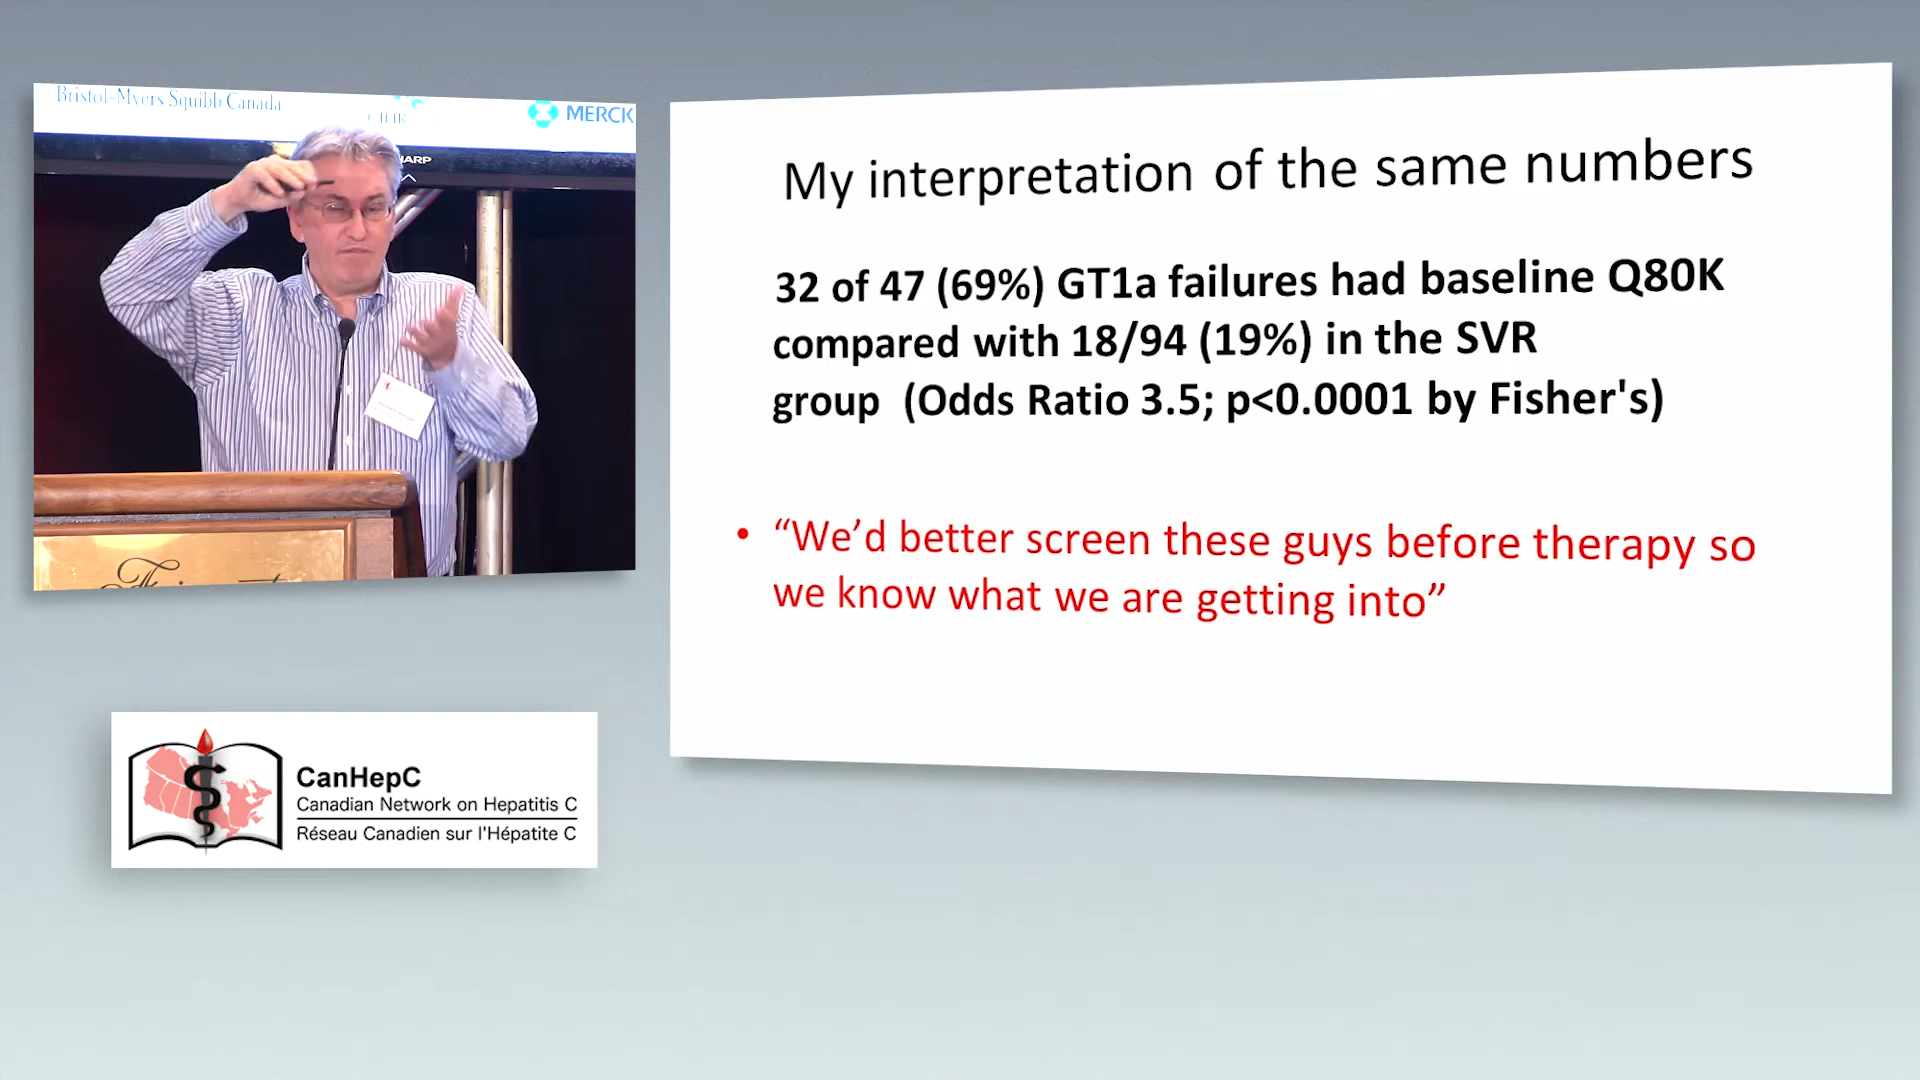 Bristol-Myers Squibb Canada
CIHR
MERCK
HARP
My interpretation of the same numbers
32 of 47 (69%) GT1a failures had baseline Q80K
compared with 18/94 (19%) in the SVR
group (Odds Ratio 3.5; p<0.0001 by Fisher's)
• “We’d better screen these guys before therapy so
we know what we are getting into”
CanHepC
Canadian Network on Hepatitis C
Réseau Canadien sur l'Hépatite C